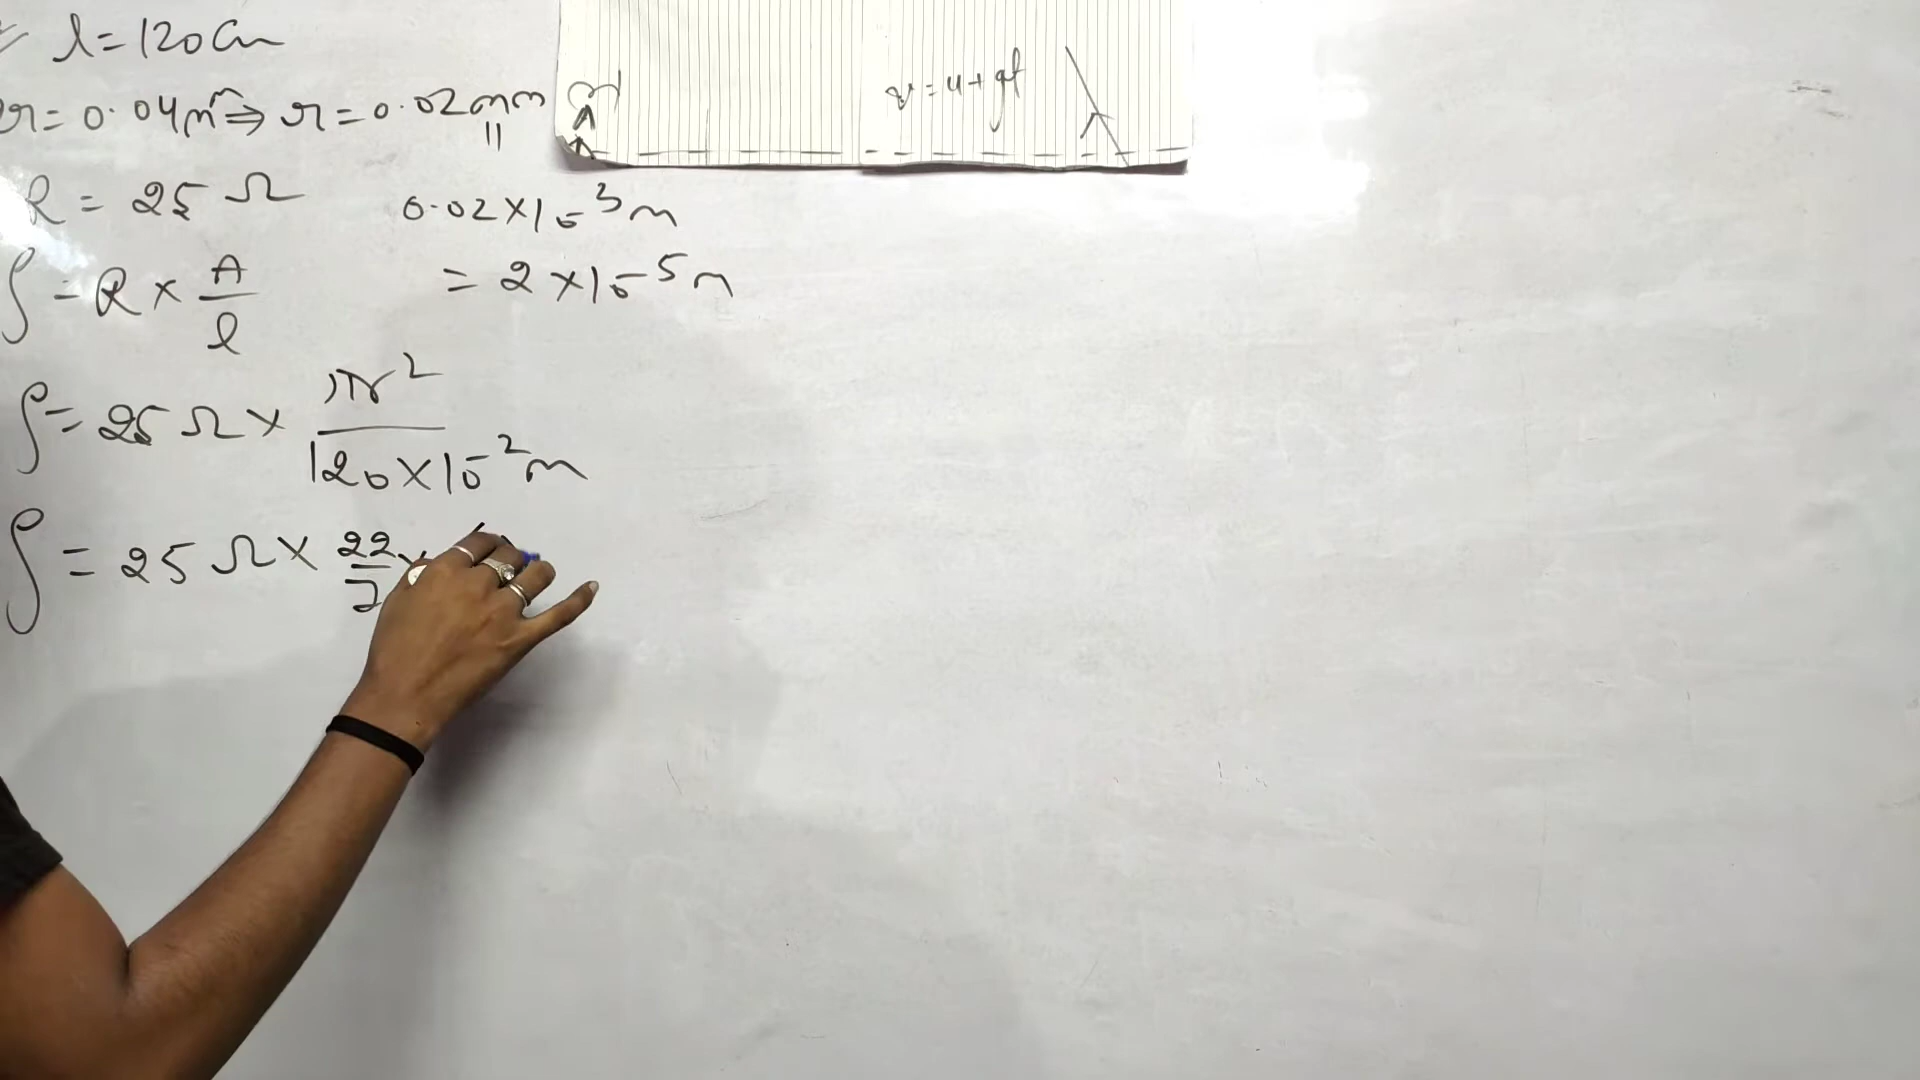 l = 120 Cm
r = 0.04 mm ⇒ r = 0.02 mm
||
v = u + gt
R = 25 Ω
0.02 × 10⁻³ m
ρ = R × A/l
= 2 × 10⁻⁵ m
ρ = 25 Ω × πr²/120 × 10⁻² m
ρ = 25 Ω × 22/7 ×